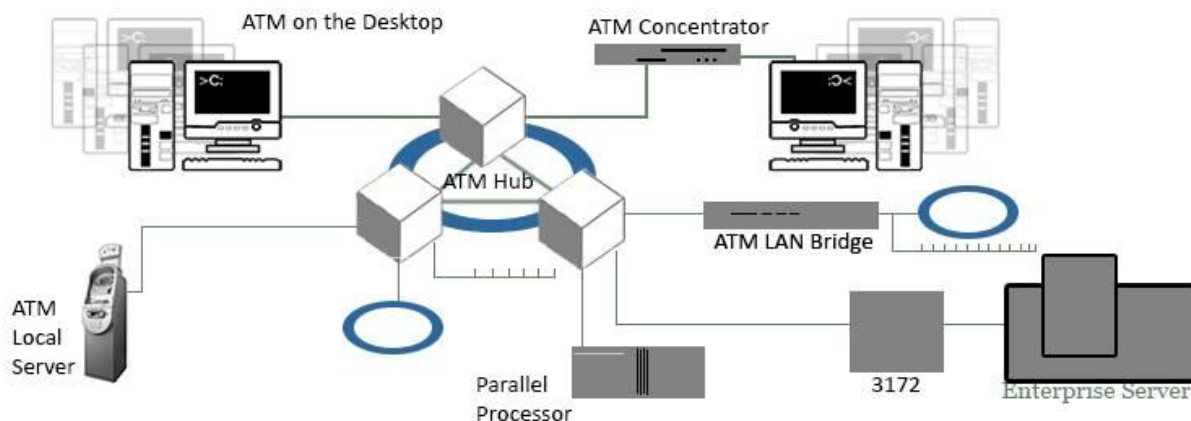 ATM on the Desktop
ATM Concentrator
>C:
>C:
ATM Hub
ATM LAN Bridge
ATM
Local
Server
Parallel
Processor
3172
Enterprise Server